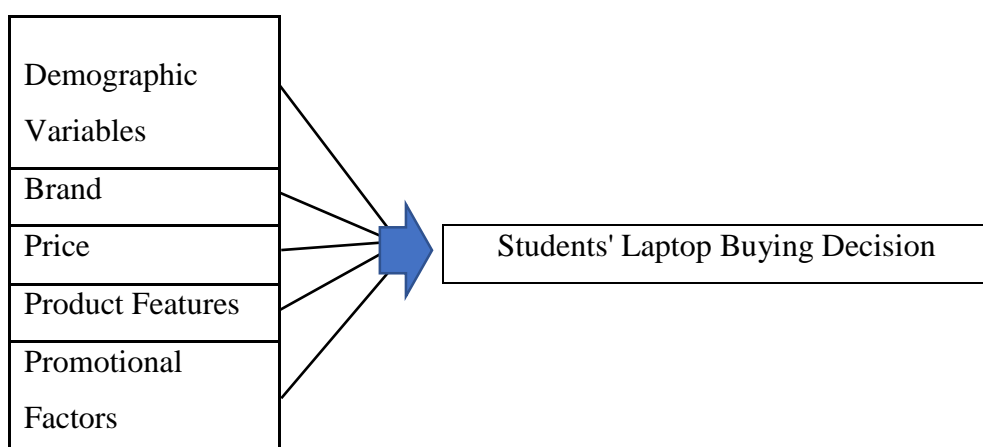 Demographic
Variables
Brand
Price
Product Features
Promotional
Factors
Students' Laptop Buying Decision